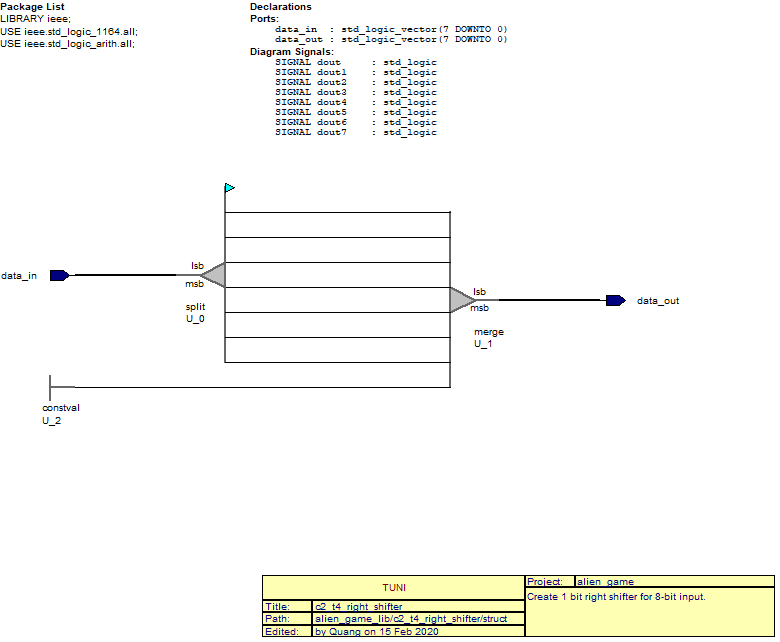 Package List
LIBRARY ieee;
USE ieee.std_logic_1164.all;
USE ieee.std_logic_arith.all;
Declarations
Ports:
data_in : std_logic_vector(7 DOWNTO 0)
data_out : std_logic_vector(7 DOWNTO 0)
Diagram Signals:
SIGNAL dout : std_logic
SIGNAL dout1 : std_logic
SIGNAL dout2 : std_logic
SIGNAL dout3 : std_logic
SIGNAL dout4 : std_logic
SIGNAL dout5 : std_logic
SIGNAL dout6 : std_logic
SIGNAL dout7 : std_logic
data_in
lsb
msb
split
U_0
lsb
msb
data_out
merge
U_1
constval
U_2
TUNI
Title: c2_t4_right_shifter
Path: alien_game_lib/c2_t4_right_shifter/struct
Edited: by Quang on 15 Feb 2020
Project: alien_game
Create 1 bit right shifter for 8-bit input.